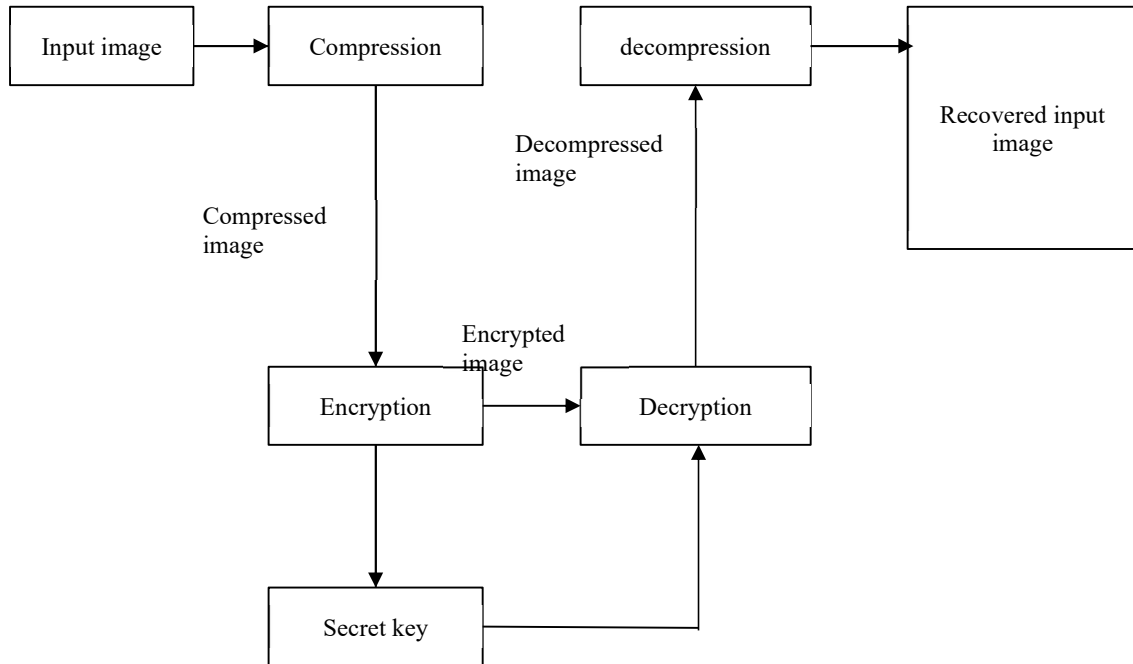 Input image
Compression
decompression
Recovered input
image
Decompressed
image
Compressed
image
Encrypted
image
Encryption
Decryption
Secret key